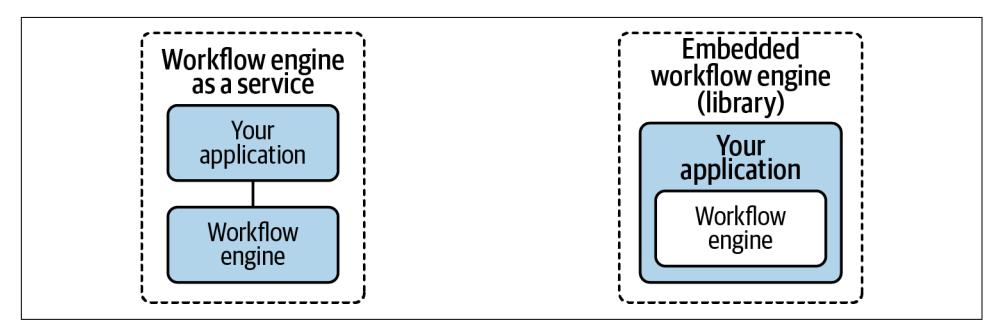 Workflow engine
as a service
Your
application
Workflow
engine
Embedded
workflow engine
(library)
Your
application
Workflow
engine